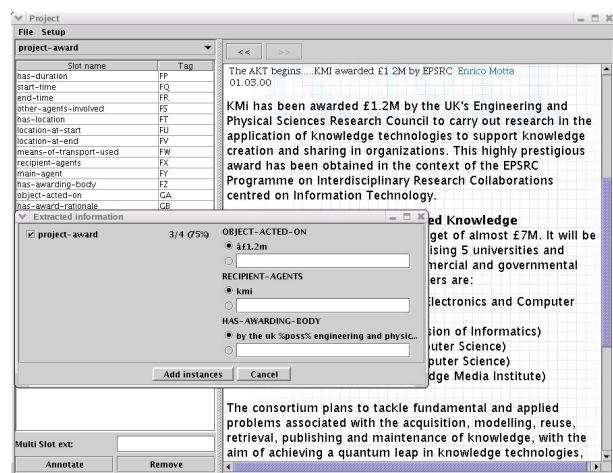 Project
File Setup
project-award
Slot name Tag
has-duration FP
start-time FQ
end-time FR
other-agents-involved FS
has-location FT
location-at-start FU
location-at-end FV
means-of-transport-used FW
recipient-agents FX
main-agent FY
has-awarding-body FZ
object-acted-on GA
has-award-rationale GB
<< >>
The AKT begins....KMI awarded £1.2M by EPSRC Enrico Motta
01.03.00
KMi has been awarded £1.2M by the UK's Engineering and
Physical Sciences Research Council to carry out research in the
application of knowledge technologies to support knowledge
creation and sharing in organizations. This highly prestigious
award has been obtained in the context of the EPSRC
Programme on Interdisciplinary Research Collaborations
centred on Information Technology.
ed Knowledge
get of almost £7M. It will be
ising 5 universities and
mercial and governmental
ers are:
Electronics and Computer
sion of Informatics)
puter Science)
puter Science)
dge Media Institute)
The consortium plans to tackle fundamental and applied
problems associated with the acquisition, modelling, reuse,
retrieval, publishing and maintenance of knowledge, with the
aim of achieving a quantum leap in knowledge technologies,
Extracted information
project-award 3/4 (75%)
OBJECT-ACTED-ON
â£1.2m
RECIPIENT-AGENTS
kmi
HAS-AWARDING-BODY
by the uk %poss% engineering and physic...
Add instances Cancel
Multi Slot ext:
Annotate Remove